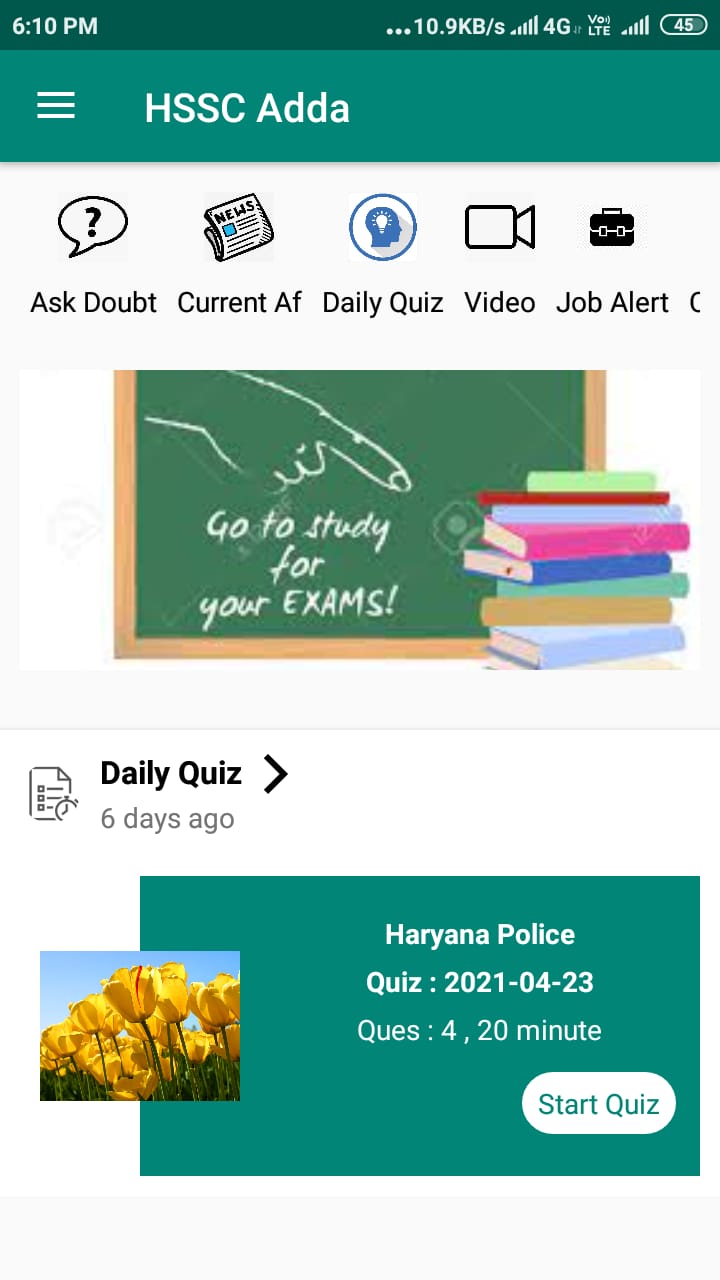 6:10 PM
...10.9KB/s 4G Vo) LTE 45
HSSC Adda
?
NEWS
Ask Doubt Current Af Daily Quiz Video Job Alert
Go to study
for
your EXAMS!
Daily Quiz
6 days ago
Haryana Police
Quiz : 2021-04-23
Ques : 4 , 20 minute
Start Quiz